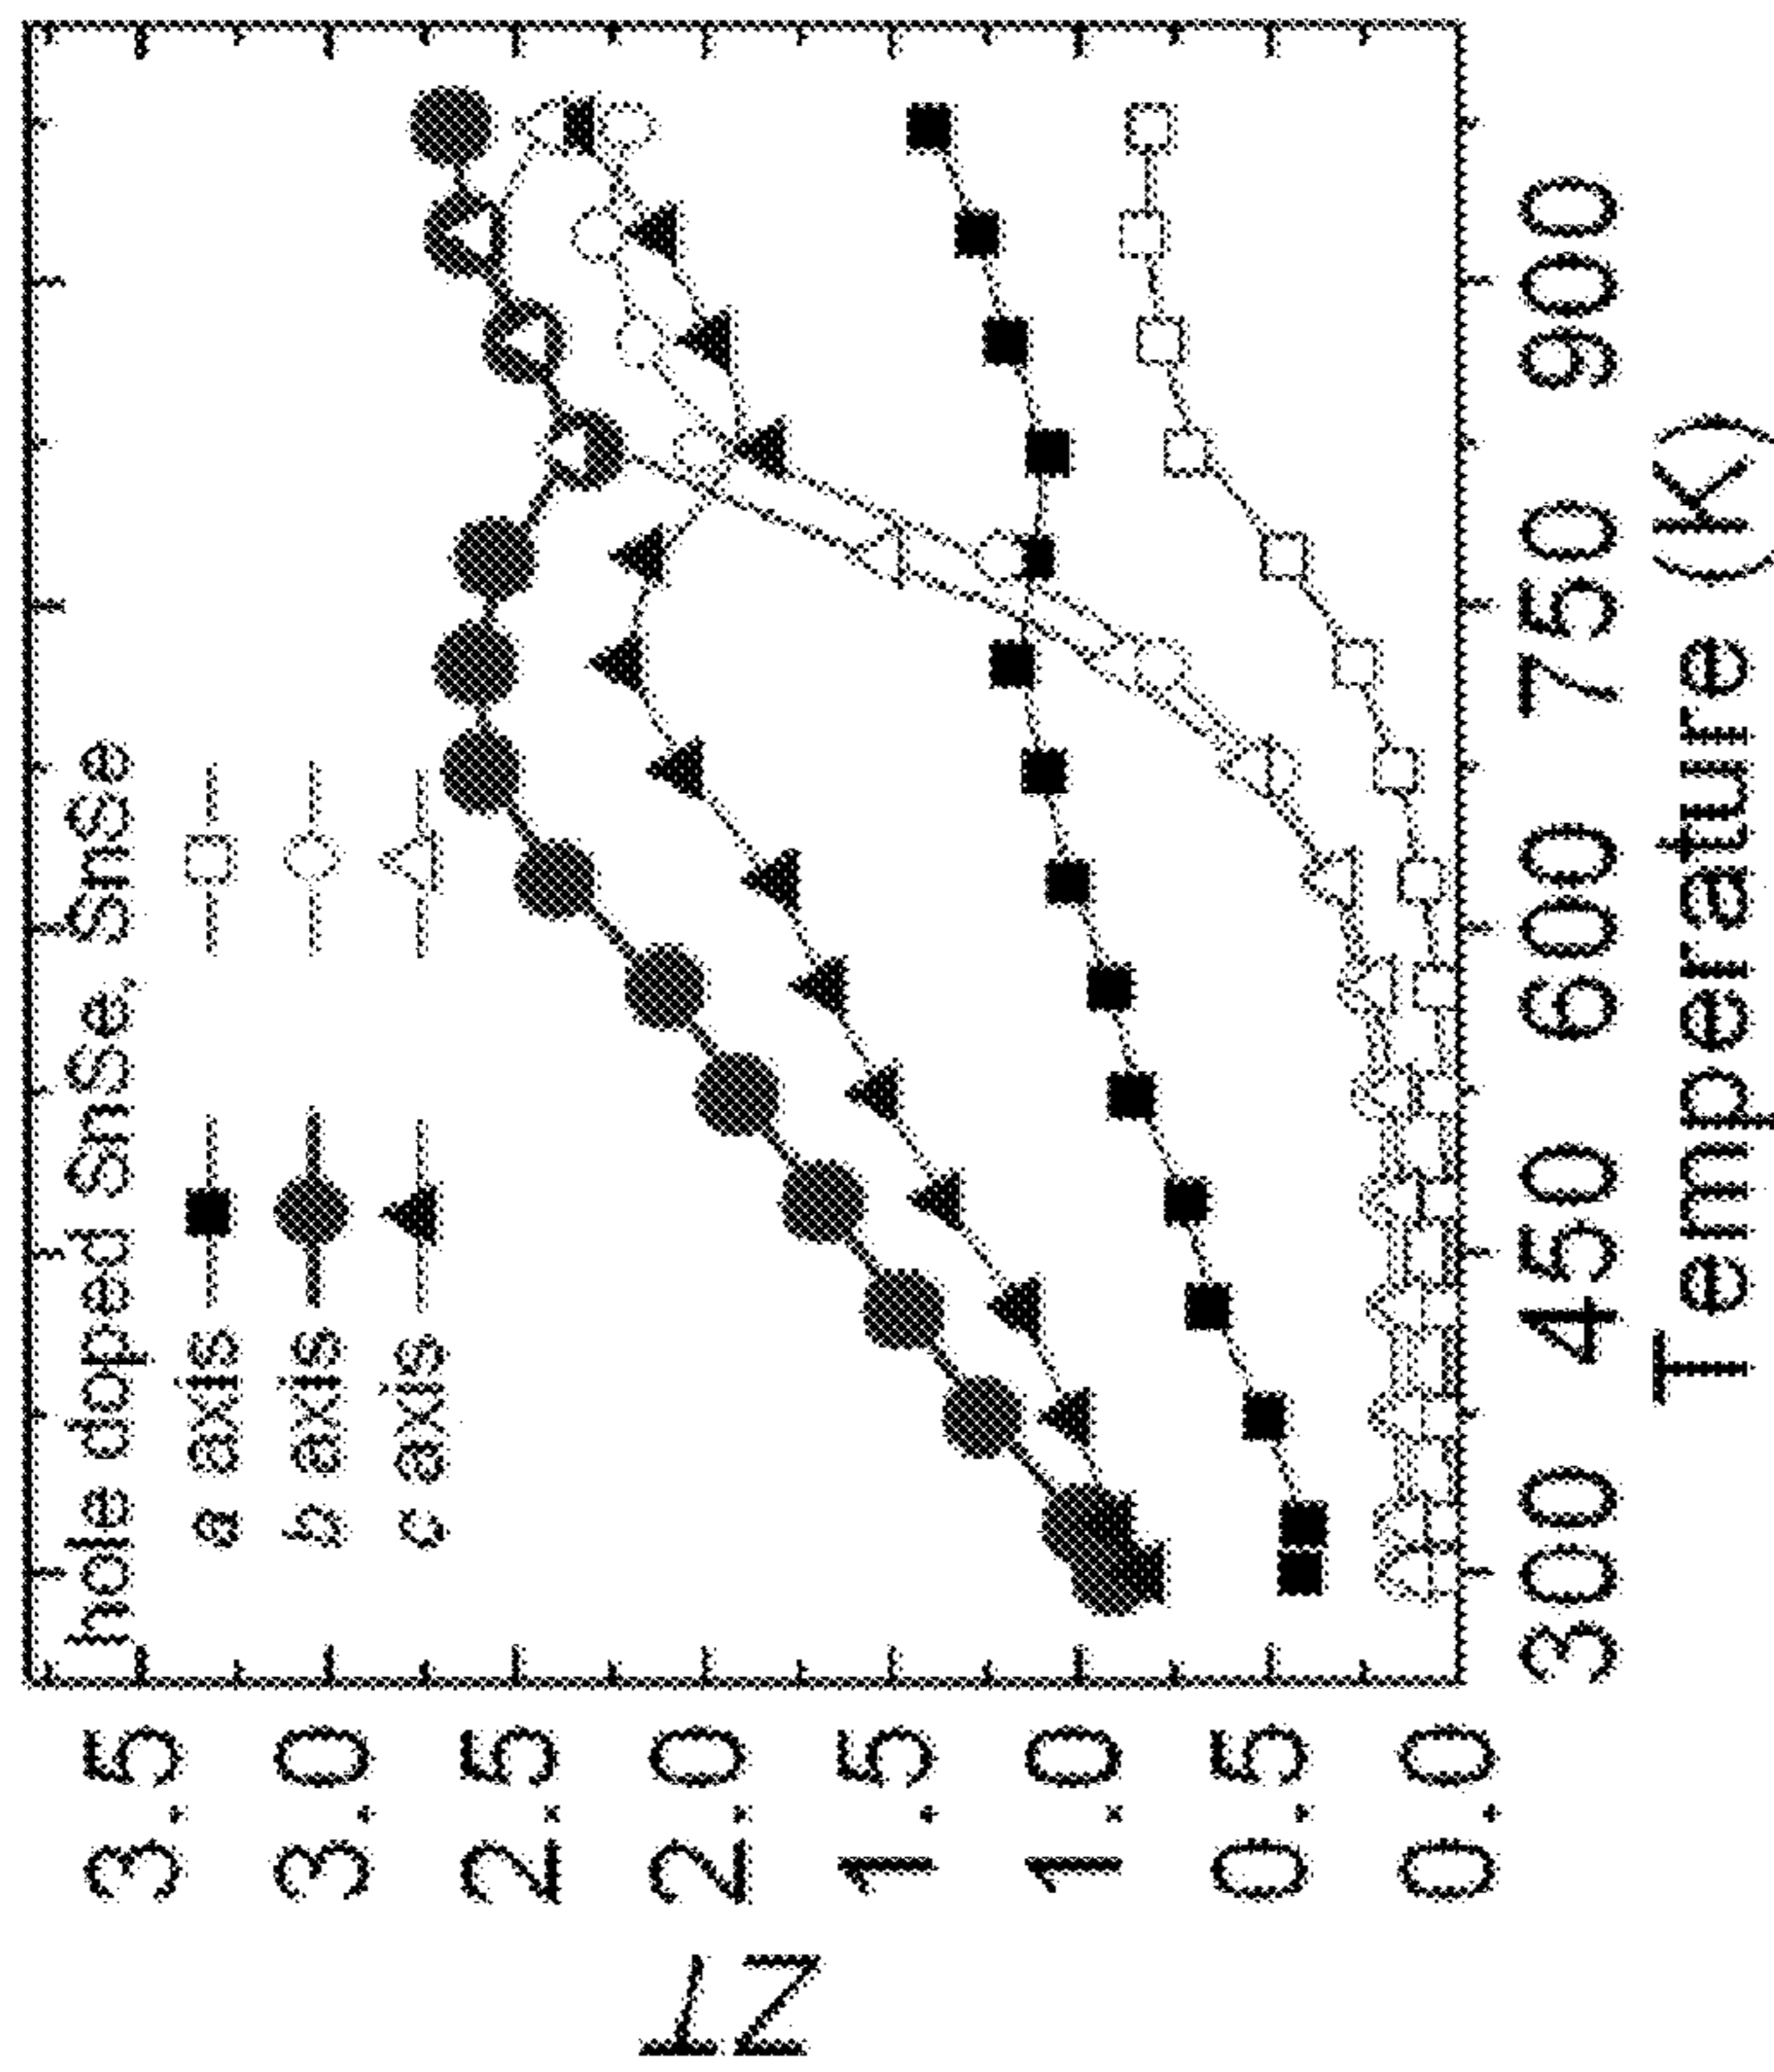 hole doped SnSe, SnSe
a axis
b axis
c axis
3.5
3.0
2.5
2.0
1.5
1.0
0.5
0.0
ZT
300 450 600 750 900
Temperature (K)